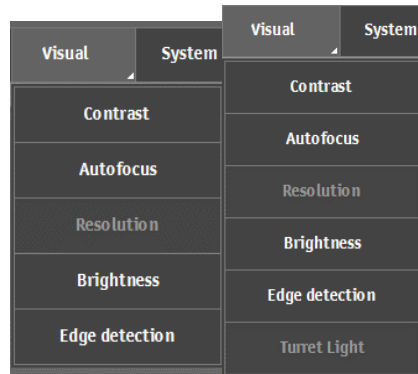 Visual System
Contrast
Autofocus
Resolution
Brightness
Edge detection
Visual System
Contrast
Autofocus
Resolution
Brightness
Edge detection
Turret Light